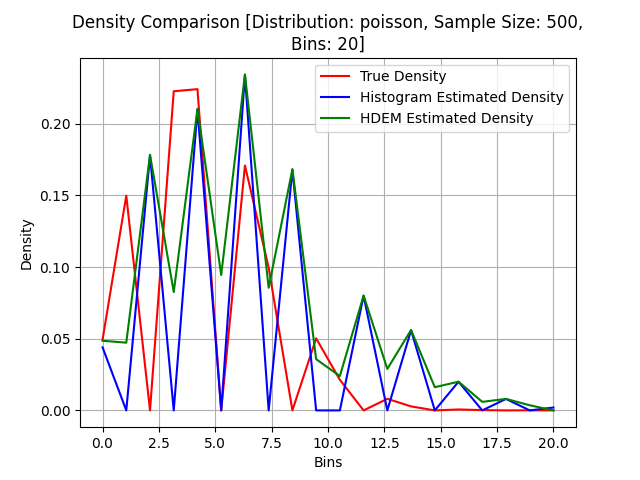 Density Comparison [Distribution: poisson, Sample Size: 500,
Bins: 20]
True Density
Histogram Estimated Density
HDEM Estimated Density
Density
0.20
0.15
0.10
0.05
0.00
0.0 2.5 5.0 7.5 10.0 12.5 15.0 17.5 20.0
Bins